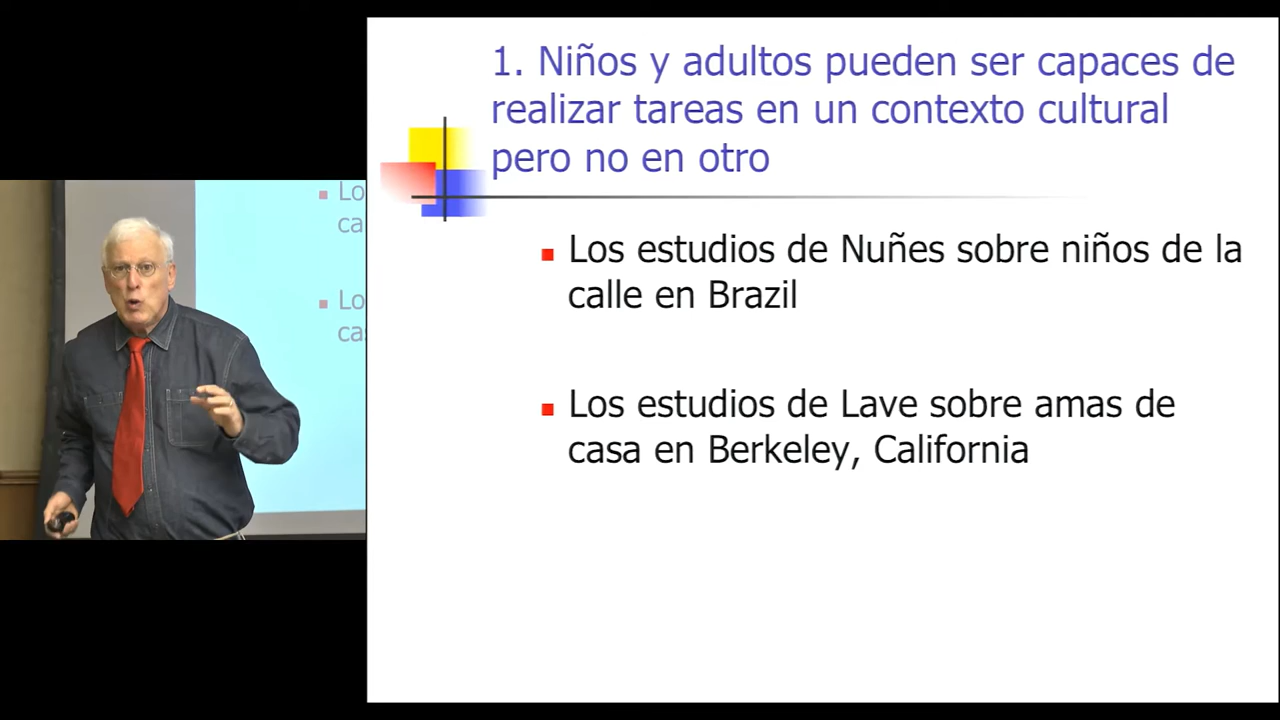 1. Niños y adultos pueden ser capaces de
realizar tareas en un contexto cultural
pero no en otro
Los estudios de Nuñes sobre niños de la
calle en Brazil
Los estudios de Lave sobre amas de
casa en Berkeley, California
Lo
ca
Lo
cas